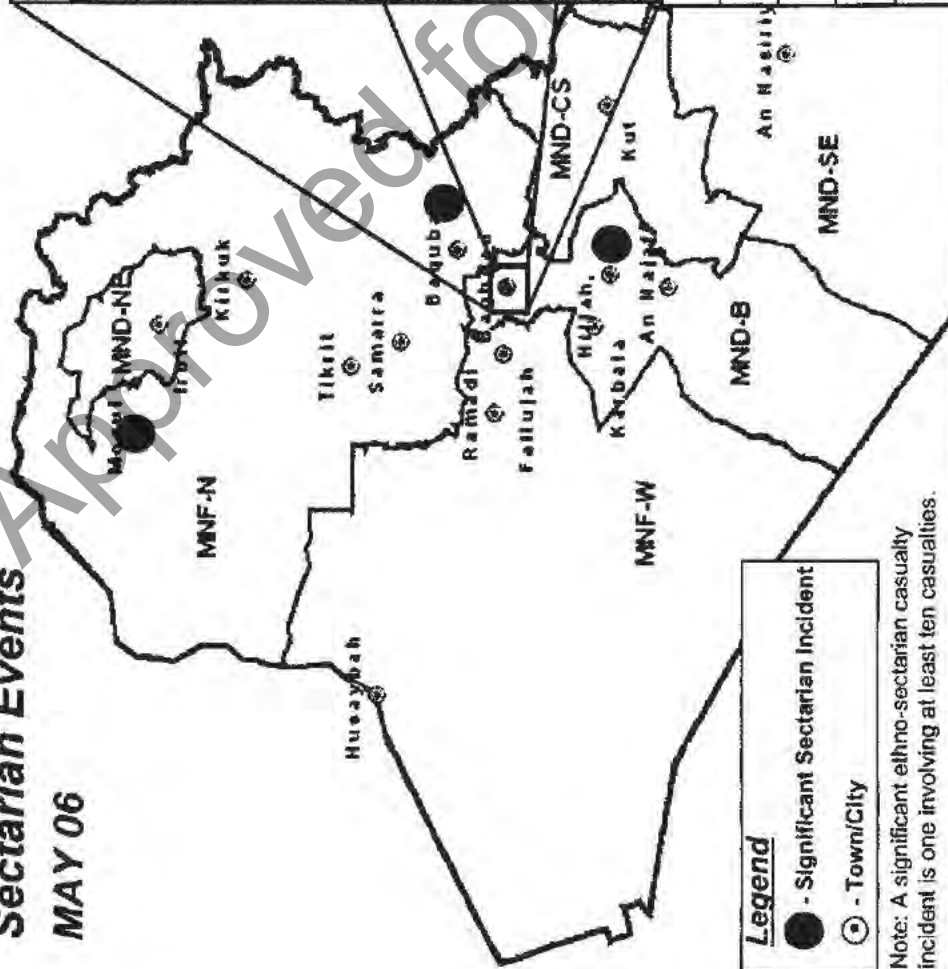 Sectarian Events
MAY 06
Approved for
MND-NE
Kirkuk
MNF-N
Tikrit
Samarra
Husaybah
Ramadi
Fallujah
MNF-W
MND-CS
Hillah
Karbala
An Najaf
Kut
MND-B
An Nasiriy
MND-SE
Legend
- Significant Sectarian Incident
- Town/City
Note: A significant ethno-sectarian casualty
incident is one involving at least ten casualties.